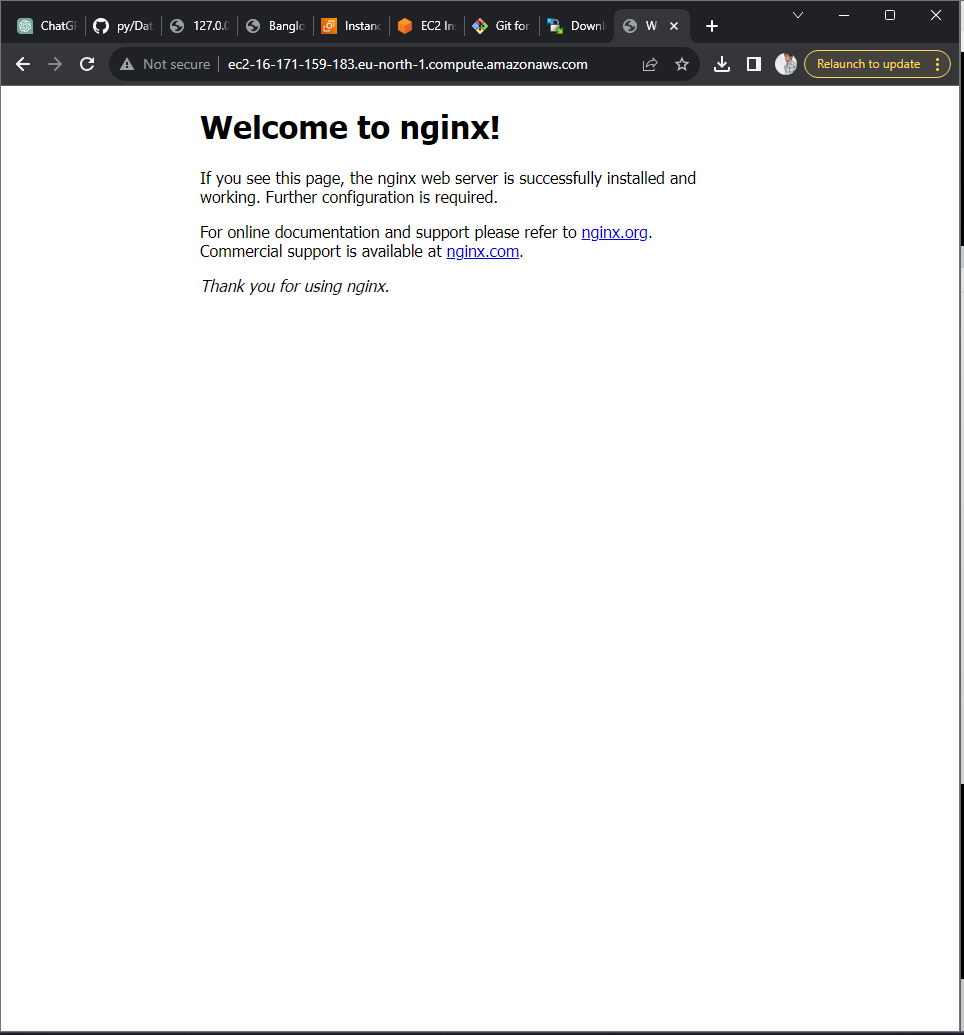 ChatG
py/Dat
127.0.0
Banglo
Instanc
EC2 In
Git for
Downl
W
Not secure
ec2-16-171-159-183.eu-north-1.compute.amazonaws.com
Relaunch to update
Welcome to nginx!
If you see this page, the nginx web server is successfully installed and
working. Further configuration is required.
For online documentation and support please refer to nginx.org.
Commercial support is available at nginx.com.
Thank you for using nginx.